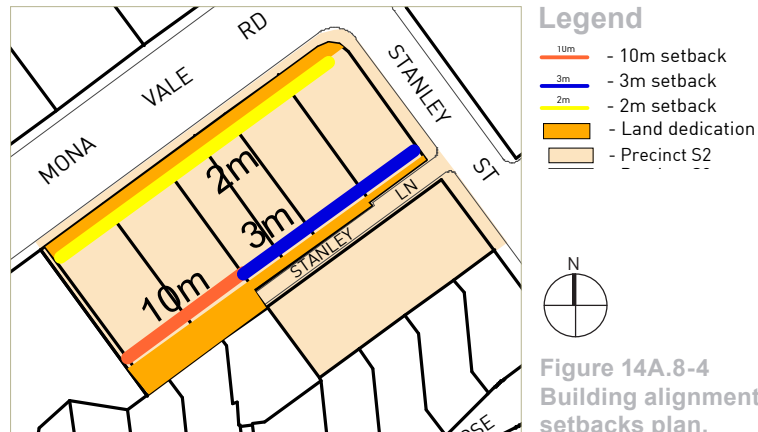 MONA VALE RD
STANLEY ST
2m
3m
10m
STANLEY LN
Legend
10m - 10m setback
3m - 3m setback
2m - 2m setback
- Land dedication
- Precinct S2
N
Figure 14A.8-4
Building alignment
setbacks plan.